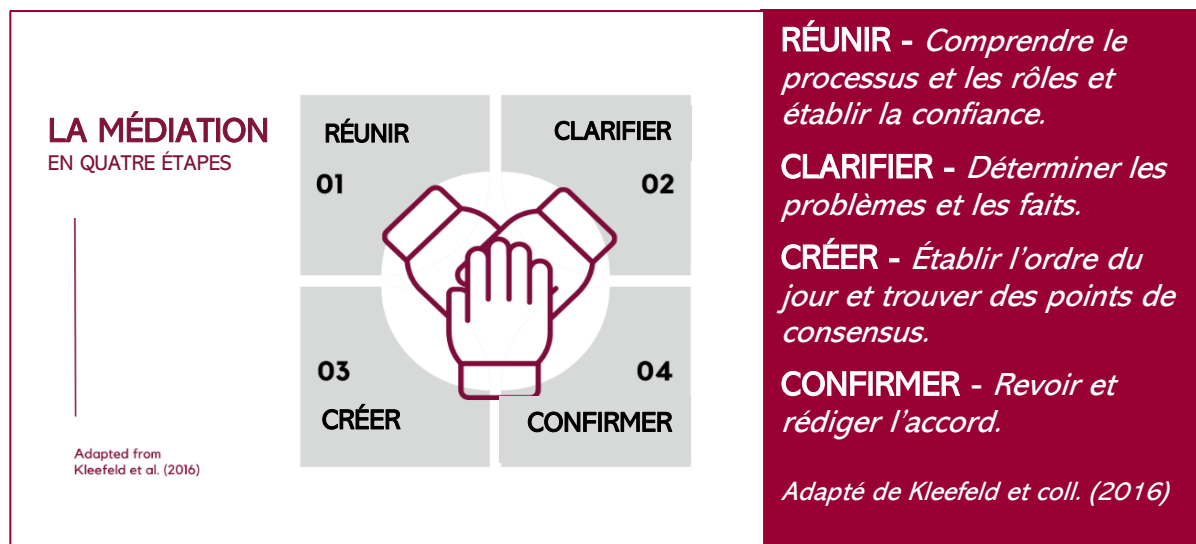 LA MÉDIATION
EN QUATRE ÉTAPES
RÉUNIR
01
CLARIFIER
02
03
CRÉER
04
CONFIRMER
Adapted from
Kleefeld et al. (2016)
RÉUNIR - Comprendre le
processus et les rôles et
établir la confiance.
CLARIFIER - Déterminer les
problèmes et les faits.
CRÉER - Établir l’ordre du
jour et trouver des points de
consensus.
CONFIRMER - Revoir et
rédiger l’accord.
Adapté de Kleefeld et coll. (2016)